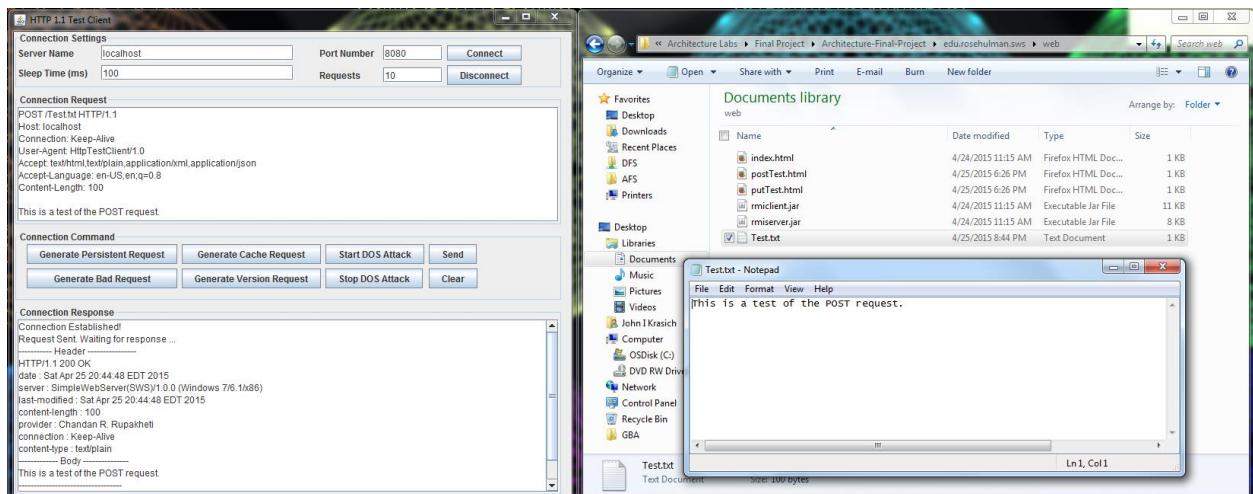 HTTP 1.1 Test Client
Connection Settings
Server Name localhost Port Number 8080 Connect
Sleep Time (ms) 100 Requests 10 Disconnect
Connection Request
POST /Test.txt HTTP/1.1
Host: localhost
Connection: Keep-Alive
User-Agent: HttpTestClient/1.0
Accept: text/html,text/plain,application/xml,application/json
Accept-Language: en-US,en;q=0.8
Content-Length: 100
This is a test of the POST request.
Connection Command
Generate Persistent Request Generate Cache Request Start DOS Attack Send
Generate Bad Request Generate Version Request Stop DOS Attack Clear
Connection Response
Connection Established!
Request Sent. Waiting for response ...
------------ Header ----------------
HTTP/1.1 200 OK
date : Sat Apr 25 20:44:48 EDT 2015
server : SimpleWebServer(SWS)/1.0.0 (Windows 7/6.1/x86)
last-modified : Sat Apr 25 20:44:48 EDT 2015
content-length : 100
provider : Chandan R. Rupakheti
connection : Keep-Alive
content-type : text/plain
------------- Body ---------------
This is a test of the POST request.
----------------------------------
« Architecture Labs Final Project Architecture-Final-Project edu.rosehulman.sws web Search web
Organize Open Share with Print E-mail Burn New folder
Favorites
Desktop
Downloads
Recent Places
DFS
AFS
Printers
Desktop
Libraries
Documents
Music
Pictures
Videos
John I Krasich
Computer
OSDisk (C:)
DVD RW Drive
Network
Control Panel
Recycle Bin
GBA
Documents library
web
Arrange by: Folder
Name Date modified Type Size
index.html 4/24/2015 11:15 AM Firefox HTML Doc... 1 KB
postTest.html 4/25/2015 6:26 PM Firefox HTML Doc... 1 KB
putTest.html 4/25/2015 6:26 PM Firefox HTML Doc... 1 KB
rmiclient.jar 4/24/2015 11:15 AM Executable Jar File 11 KB
rmiserver.jar 4/24/2015 11:15 AM Executable Jar File 8 KB
Test.txt 4/25/2015 8:44 PM Text Document 1 KB
Test.txt - Notepad
File Edit Format View Help
This is a test of the POST request.
Ln 1, Col 1
Test.txt
Text Document Size: 100 bytes